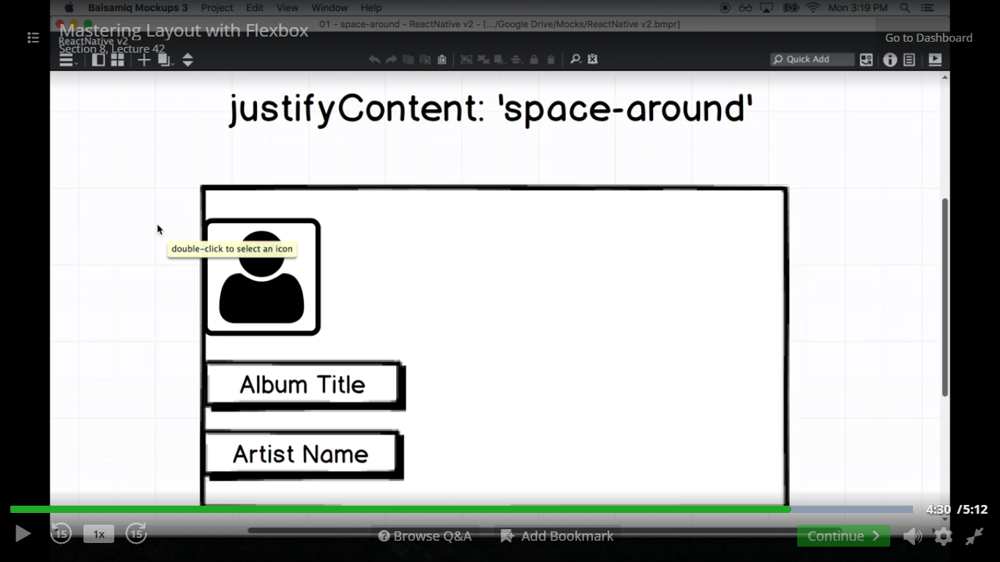 Balsamiq Mockups 3 Project Edit View Window Help Mon 3:19 PM
01 - space-around - ReactNative v2 - [.../Google Drive/Mocks/ReactNative v2.bmpr]
Mastering Layout with Flexbox
Go to Dashboard
ReactNative v2
Section 8, Lecture 42
Quick Add
justifyContent: 'space-around'
double-click to select an icon
Album Title
Artist Name
4:30 /5:12
15 1x 15 Browse Q&A Add Bookmark Continue